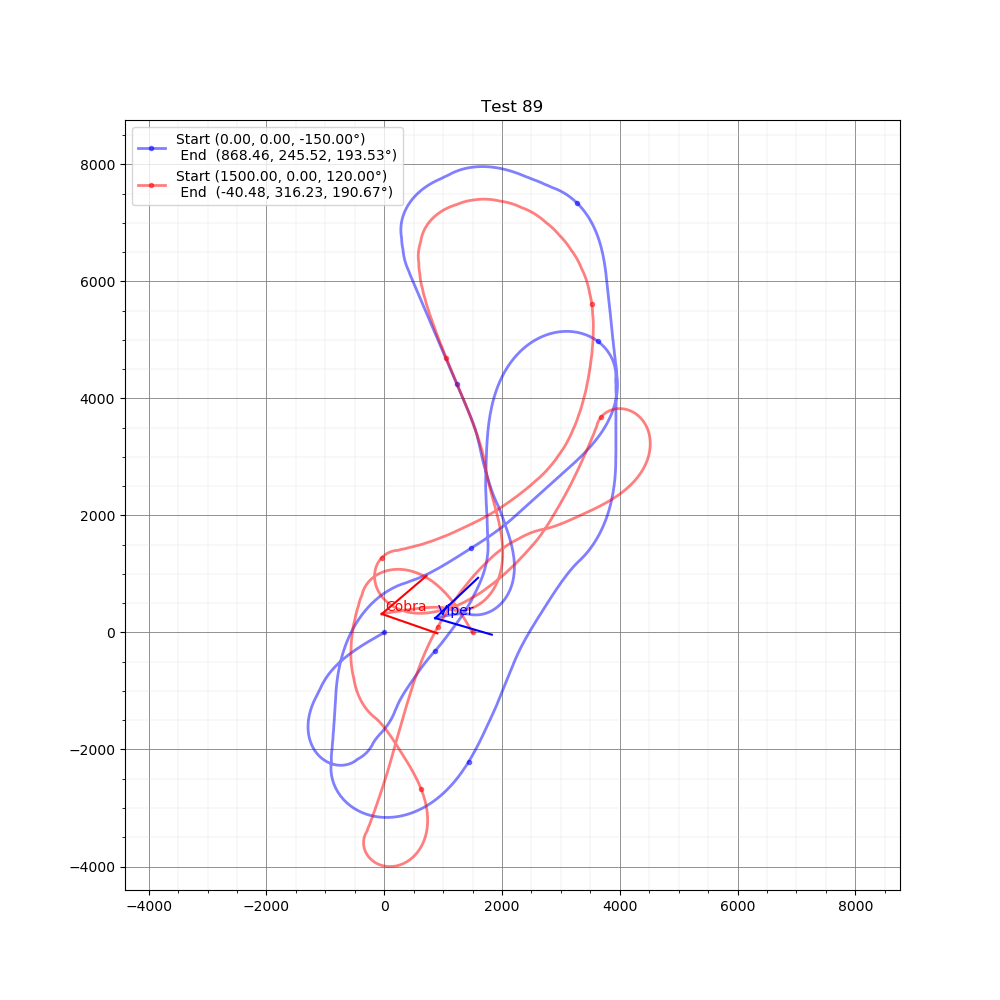 Test 89
Start (0.00, 0.00, -150.00°)
End (868.46, 245.52, 193.53°)
Start (1500.00, 0.00, 120.00°)
End (-40.48, 316.23, 190.67°)
8000
6000
4000
2000
0
−2000
−4000
Cobra
Viper
−4000 −2000 0 2000 4000 6000 8000